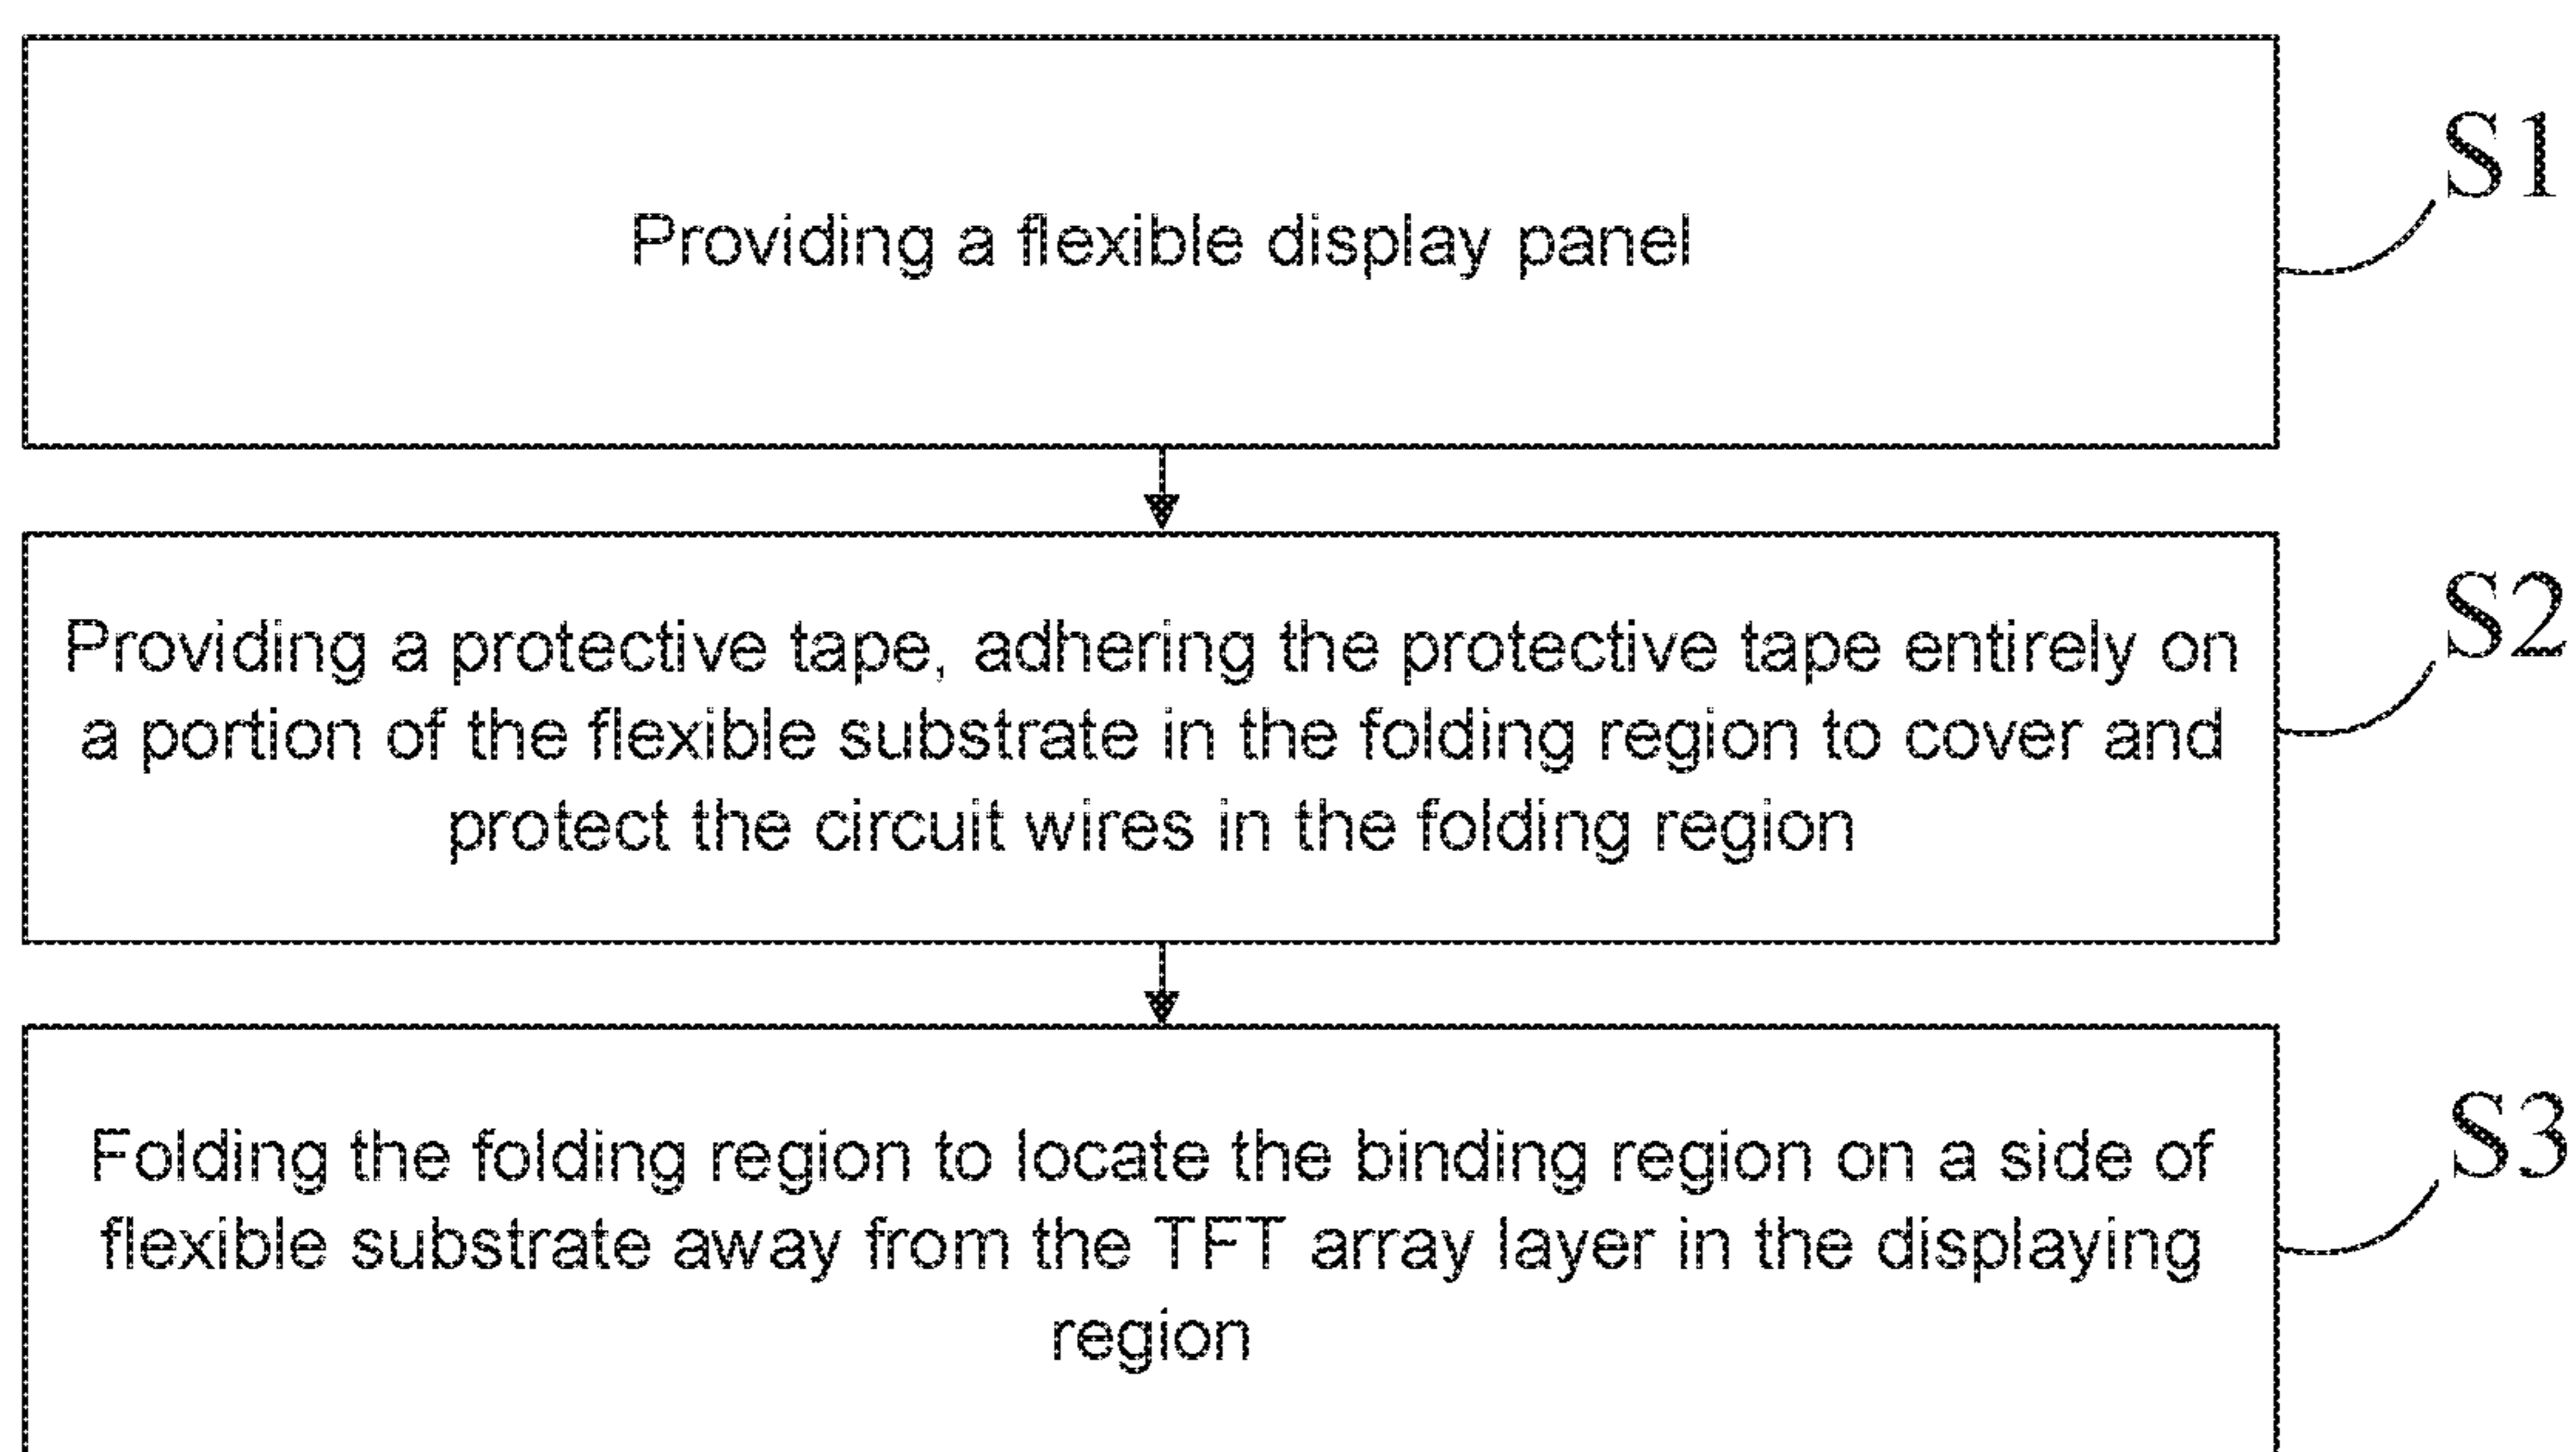 Providing a flexible display panel
S1
Providing a protective tape, adhering the protective tape entirely on
a portion of the flexible substrate in the folding region to cover and
protect the circuit wires in the folding region
S2
Folding the folding region to locate the binding region on a side of
flexible substrate away from the TFT array layer in the displaying
region
S3